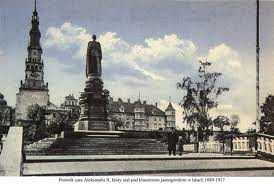 Pomnik cara Aleksandra II, który stał pod klasztorem jasnogórskim w latach 1889-1917